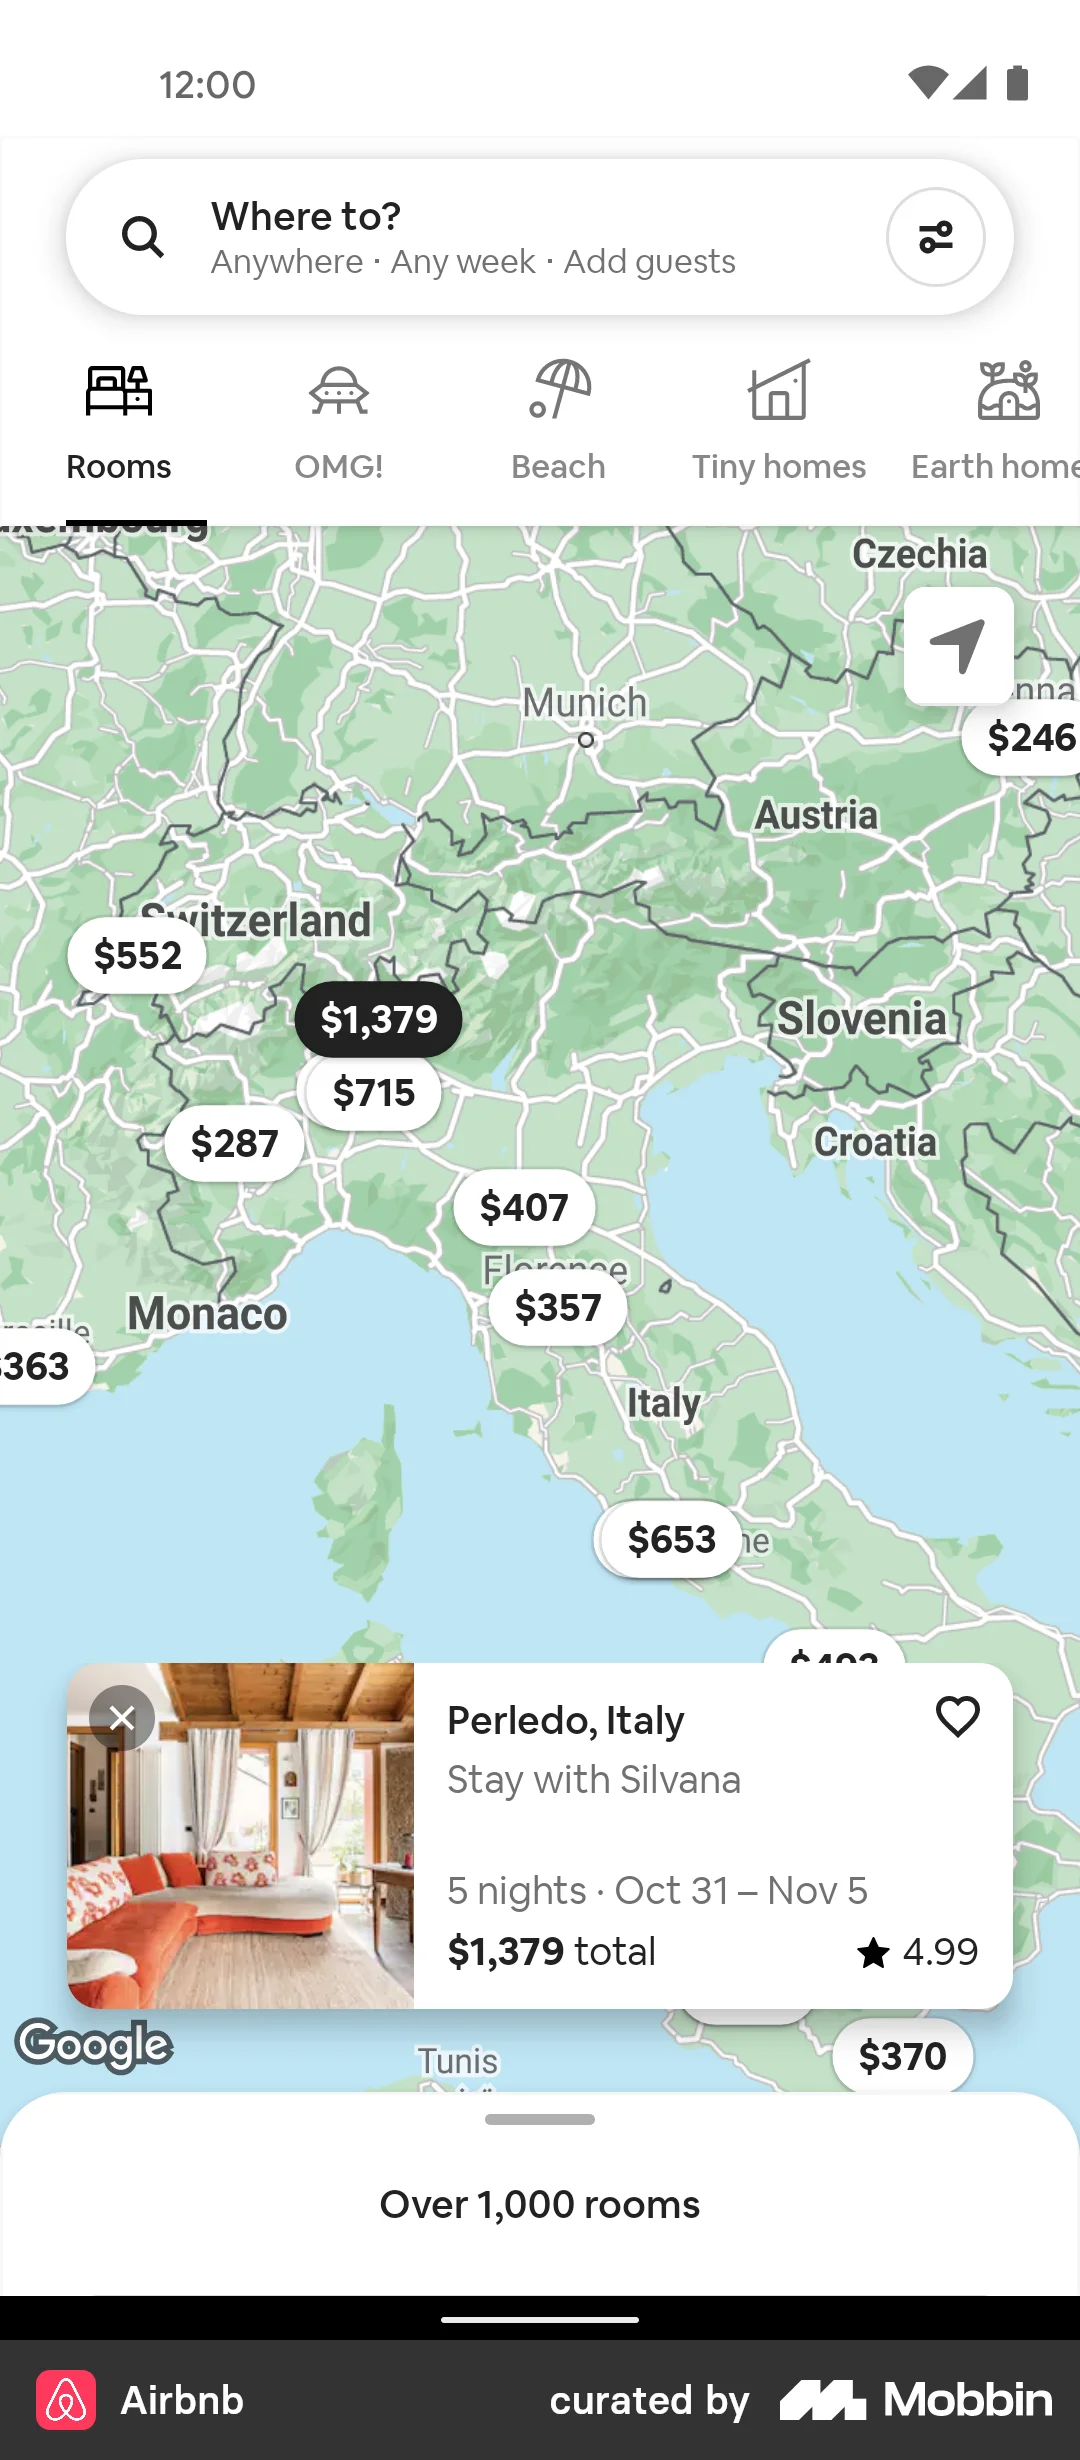 12:00
Where to?
Anywhere · Any week · Add guests
Rooms
OMG!
Beach
Tiny homes
Earth home
Czechia
Munich
$246
Austria
Switzerland
$552
$1,379
Slovenia
$715
$287
Croatia
$407
Florence
$357
Monaco
$363
Italy
$653
Perledo, Italy
Stay with Silvana
5 nights · Oct 31 – Nov 5
$1,379 total
4.99
Google
Tunis
$370
Over 1,000 rooms
Airbnb
curated by Mobbin